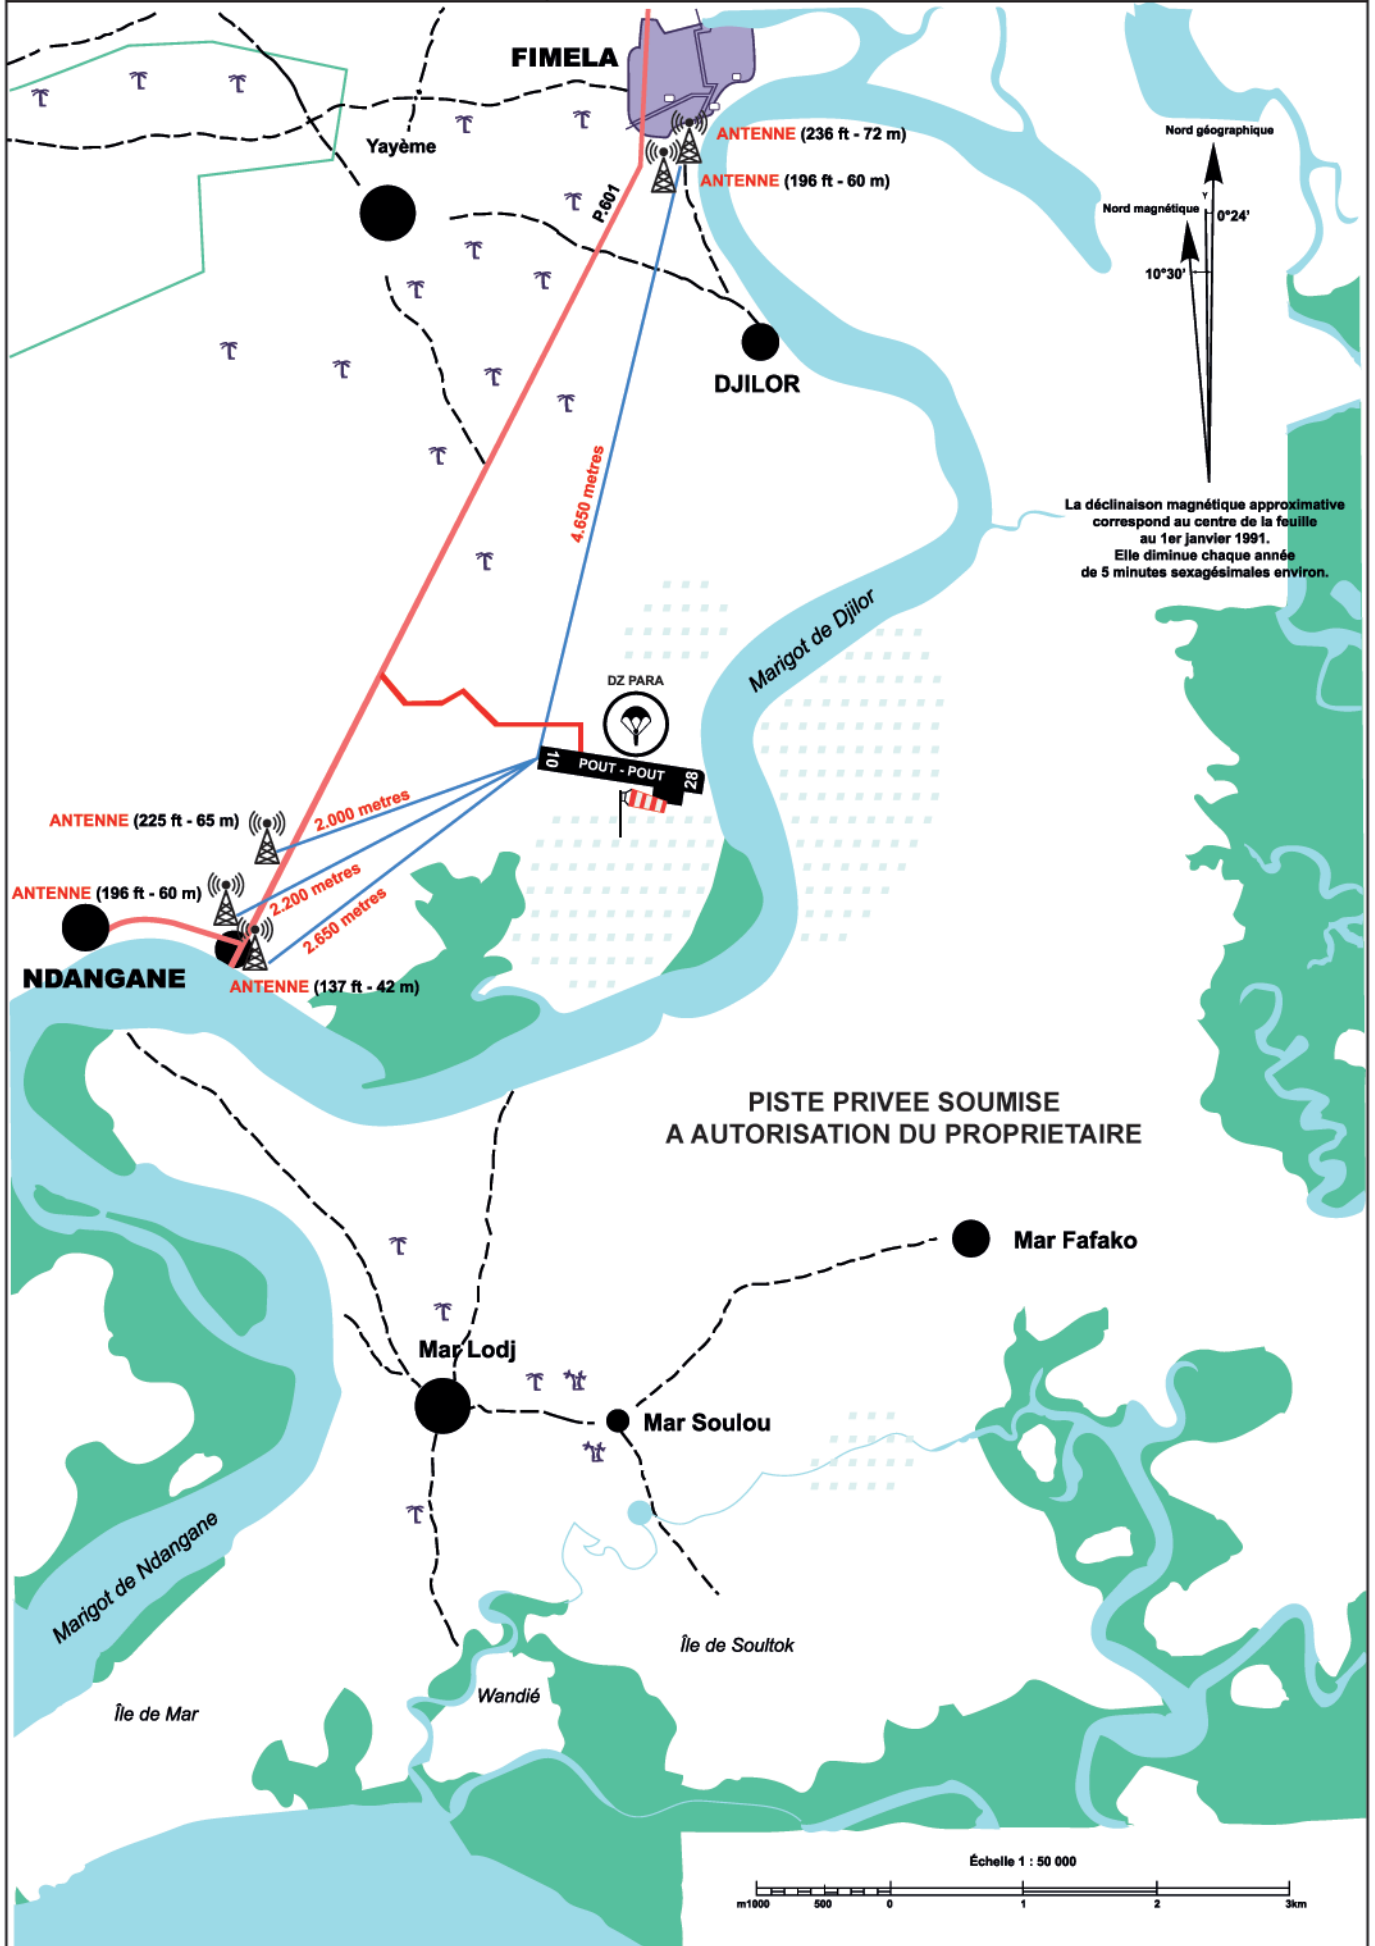 FIMELA
ANTENNE (236 ft - 72 m)
Nord géographique
Yayème
ANTENNE (196 ft - 60 m)
P.601
Nord magnétique
Y
0°24'
10°30'
DJILOR
4.650 metres
La déclinaison magnétique approximative
correspond au centre de la feuille
au 1er janvier 1991.
Elle diminue chaque année
de 5 minutes sexagésimales environ.
Marigot de Djilor
DZ PARA
10
POUT - POUT
28
ANTENNE (225 ft - 65 m)
2.000 metres
ANTENNE (196 ft - 60 m)
2.200 metres
2.650 metres
NDANGANE
ANTENNE (137 ft - 42 m)
PISTE PRIVEE SOUMISE
A AUTORISATION DU PROPRIETAIRE
Mar Fafako
Mar Lodj
Mar Soulou
Marigot de Ndangane
Île de Soultok
Wandié
Île de Mar
Échelle 1 : 50 000
m1000 500 0 1 2 3km